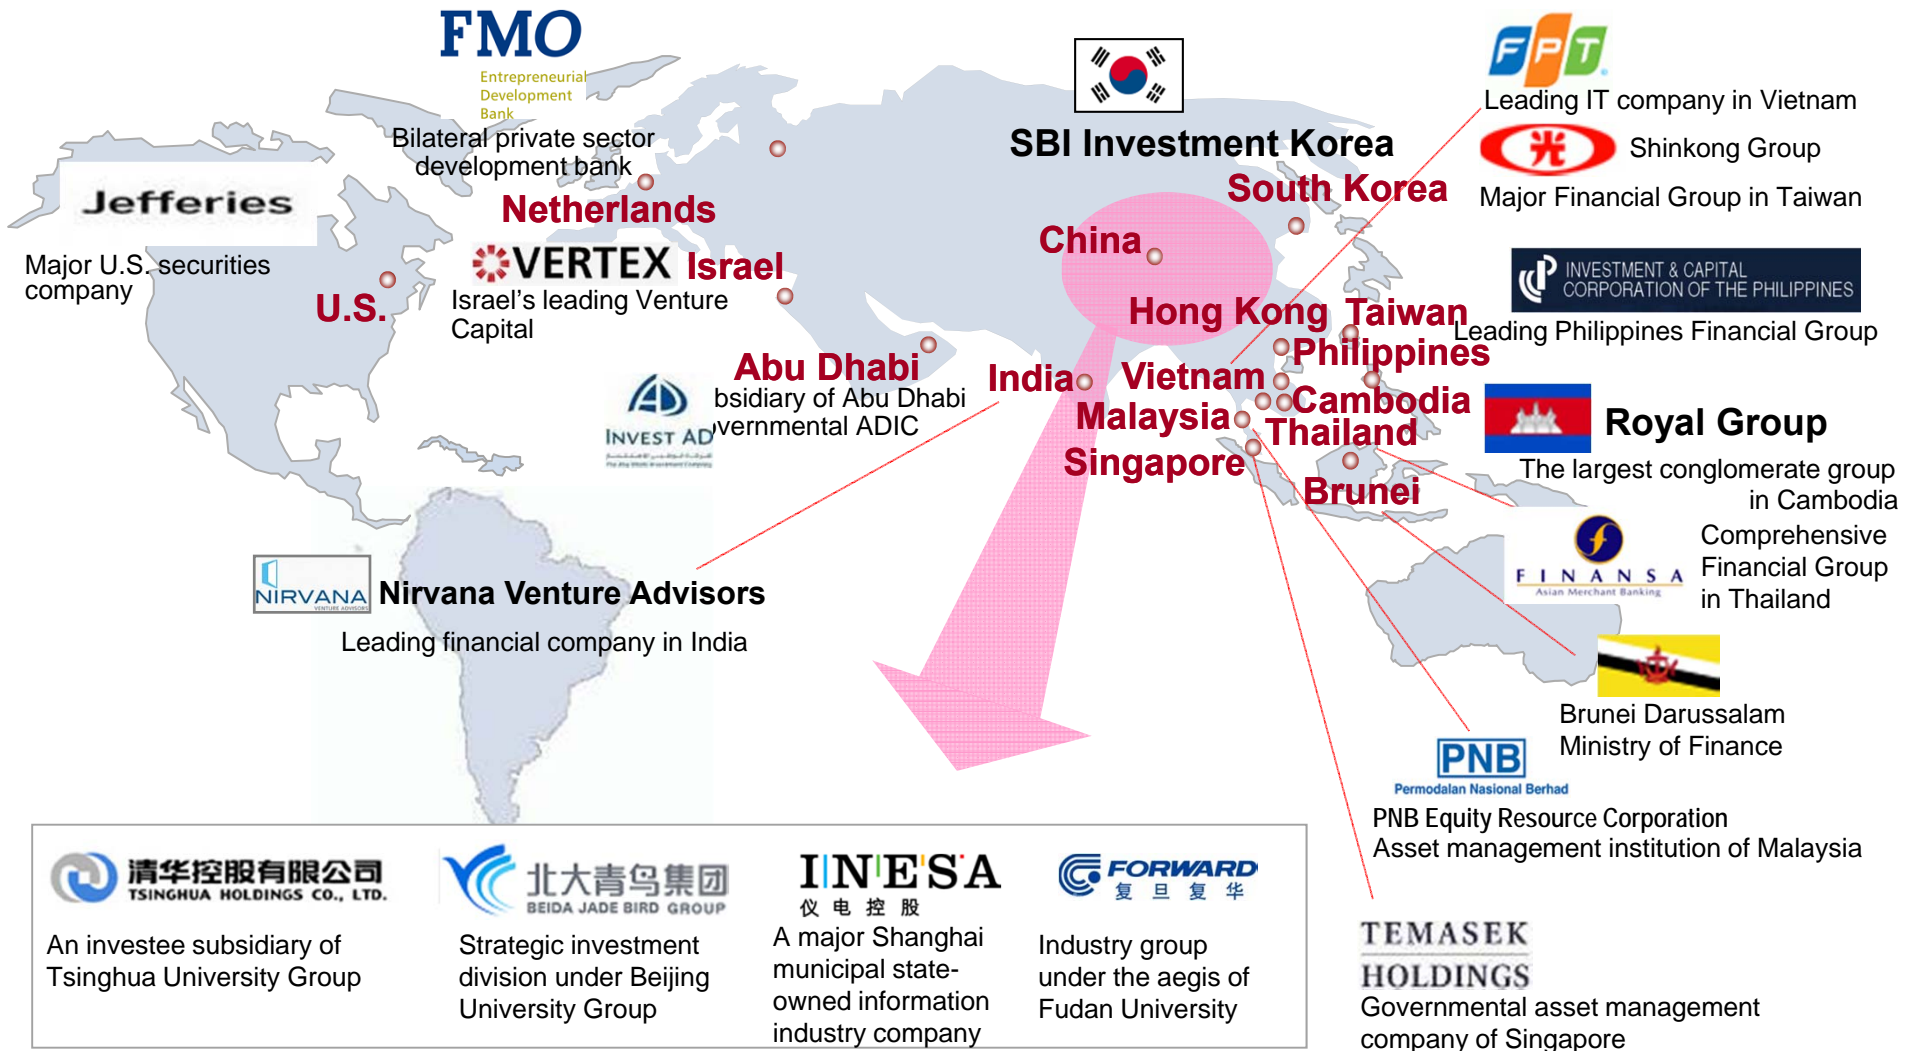 FMO
Entrepreneurial
Development
Bank
Bilateral private sector
development bank
Netherlands
Jefferies
Major U.S. securities
company
U.S.
VERTEX
Israel
Israel's leading Venture
Capital
Abu Dhabi
INVEST AD
bsidiary of Abu Dhabi
vernmental ADIC
SBI Investment Korea
South Korea
China
Hong Kong
Taiwan
Philippines
India
Vietnam
Cambodia
Malaysia
Thailand
Singapore
Brunei
FPT
Leading IT company in Vietnam
光
Shinkong Group
Major Financial Group in Taiwan
INVESTMENT & CAPITAL
CORPORATION OF THE PHILIPPINES
Leading Philippines Financial Group
Royal Group
The largest conglomerate group
in Cambodia
FINANSA
Asian Merchant Banking
Comprehensive
Financial Group
in Thailand
Brunei Darussalam
Ministry of Finance
PNB
Permodalan Nasional Berhad
PNB Equity Resource Corporation
Asset management institution of Malaysia
TEMASEK
HOLDINGS
Governmental asset management
company of Singapore
NIRVANA
VENTURE ADVISORS
Nirvana Venture Advisors
Leading financial company in India
清华控股有限公司
TSINGHUA HOLDINGS CO., LTD.
An investee subsidiary of
Tsinghua University Group
北大青鸟集团
BEIDA JADE BIRD GROUP
Strategic investment
division under Beijing
University Group
INESA
仪电控股
A major Shanghai
municipal state-
owned information
industry company
FORWARD
复旦复华
Industry group
under the aegis of
Fudan University